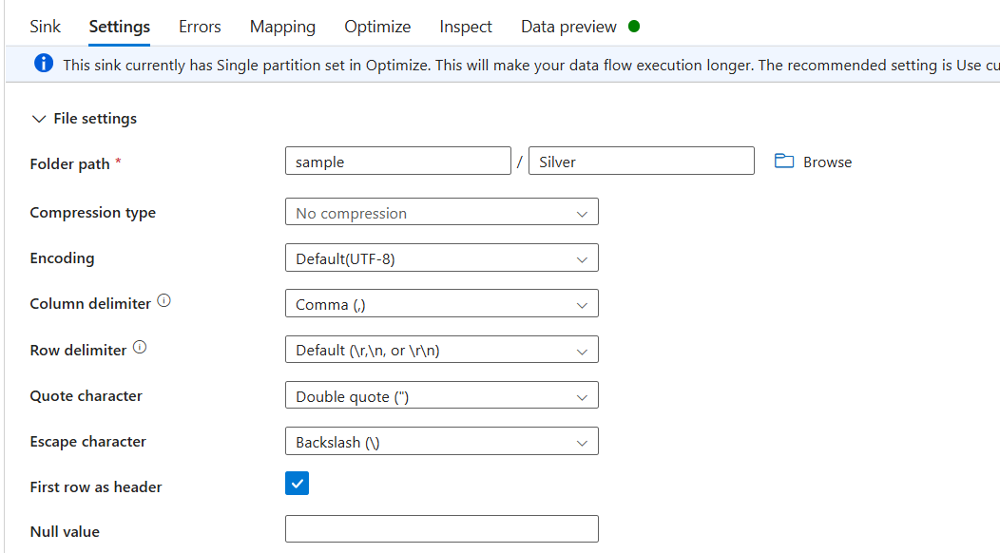 Sink Settings Errors Mapping Optimize Inspect Data preview
This sink currently has Single partition set in Optimize. This will make your data flow execution longer. The recommended setting is Use cu
File settings
Folder path * sample / Silver Browse
Compression type No compression
Encoding Default(UTF-8)
Column delimiter Comma (,)
Row delimiter Default (\r,\n, or \r\n)
Quote character Double quote (")
Escape character Backslash (\)
First row as header
Null value